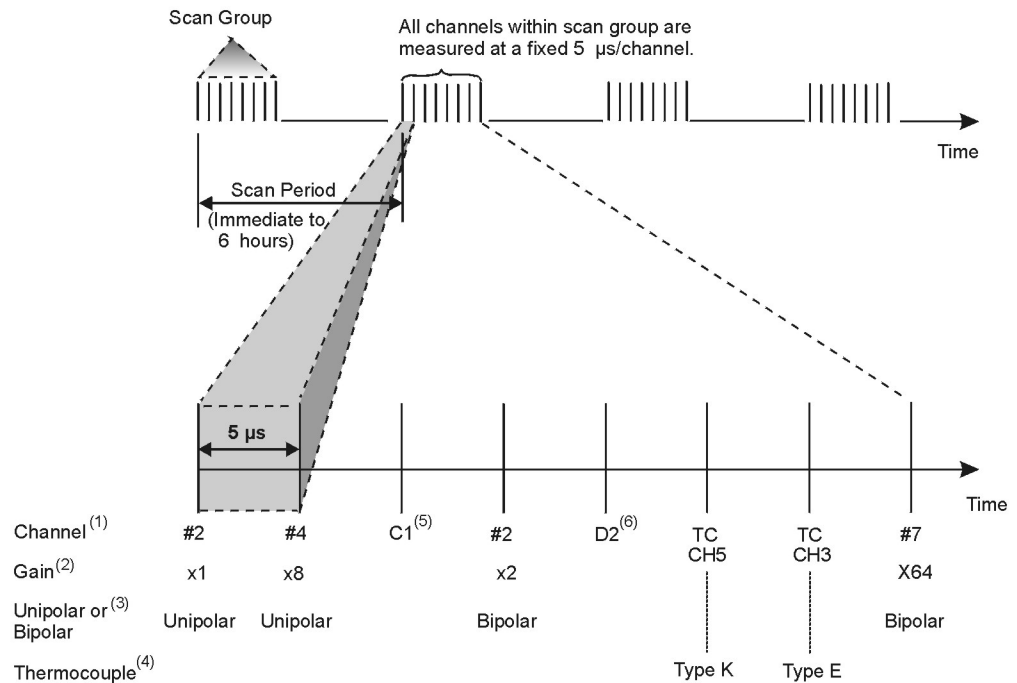 Scan Group
All channels within scan group are
measured at a fixed 5 µs/channel.
Time
Scan Period
(Immediate to
6 hours)
5 µs
Time
Channel(1) #2 #4 C1(5) #2 D2(6) TC CH5 TC CH3 #7
Gain(2) x1 x8 x2 X64
Unipolar or(3)
Bipolar Unipolar Unipolar Bipolar Bipolar
Thermocouple(4) Type K Type E